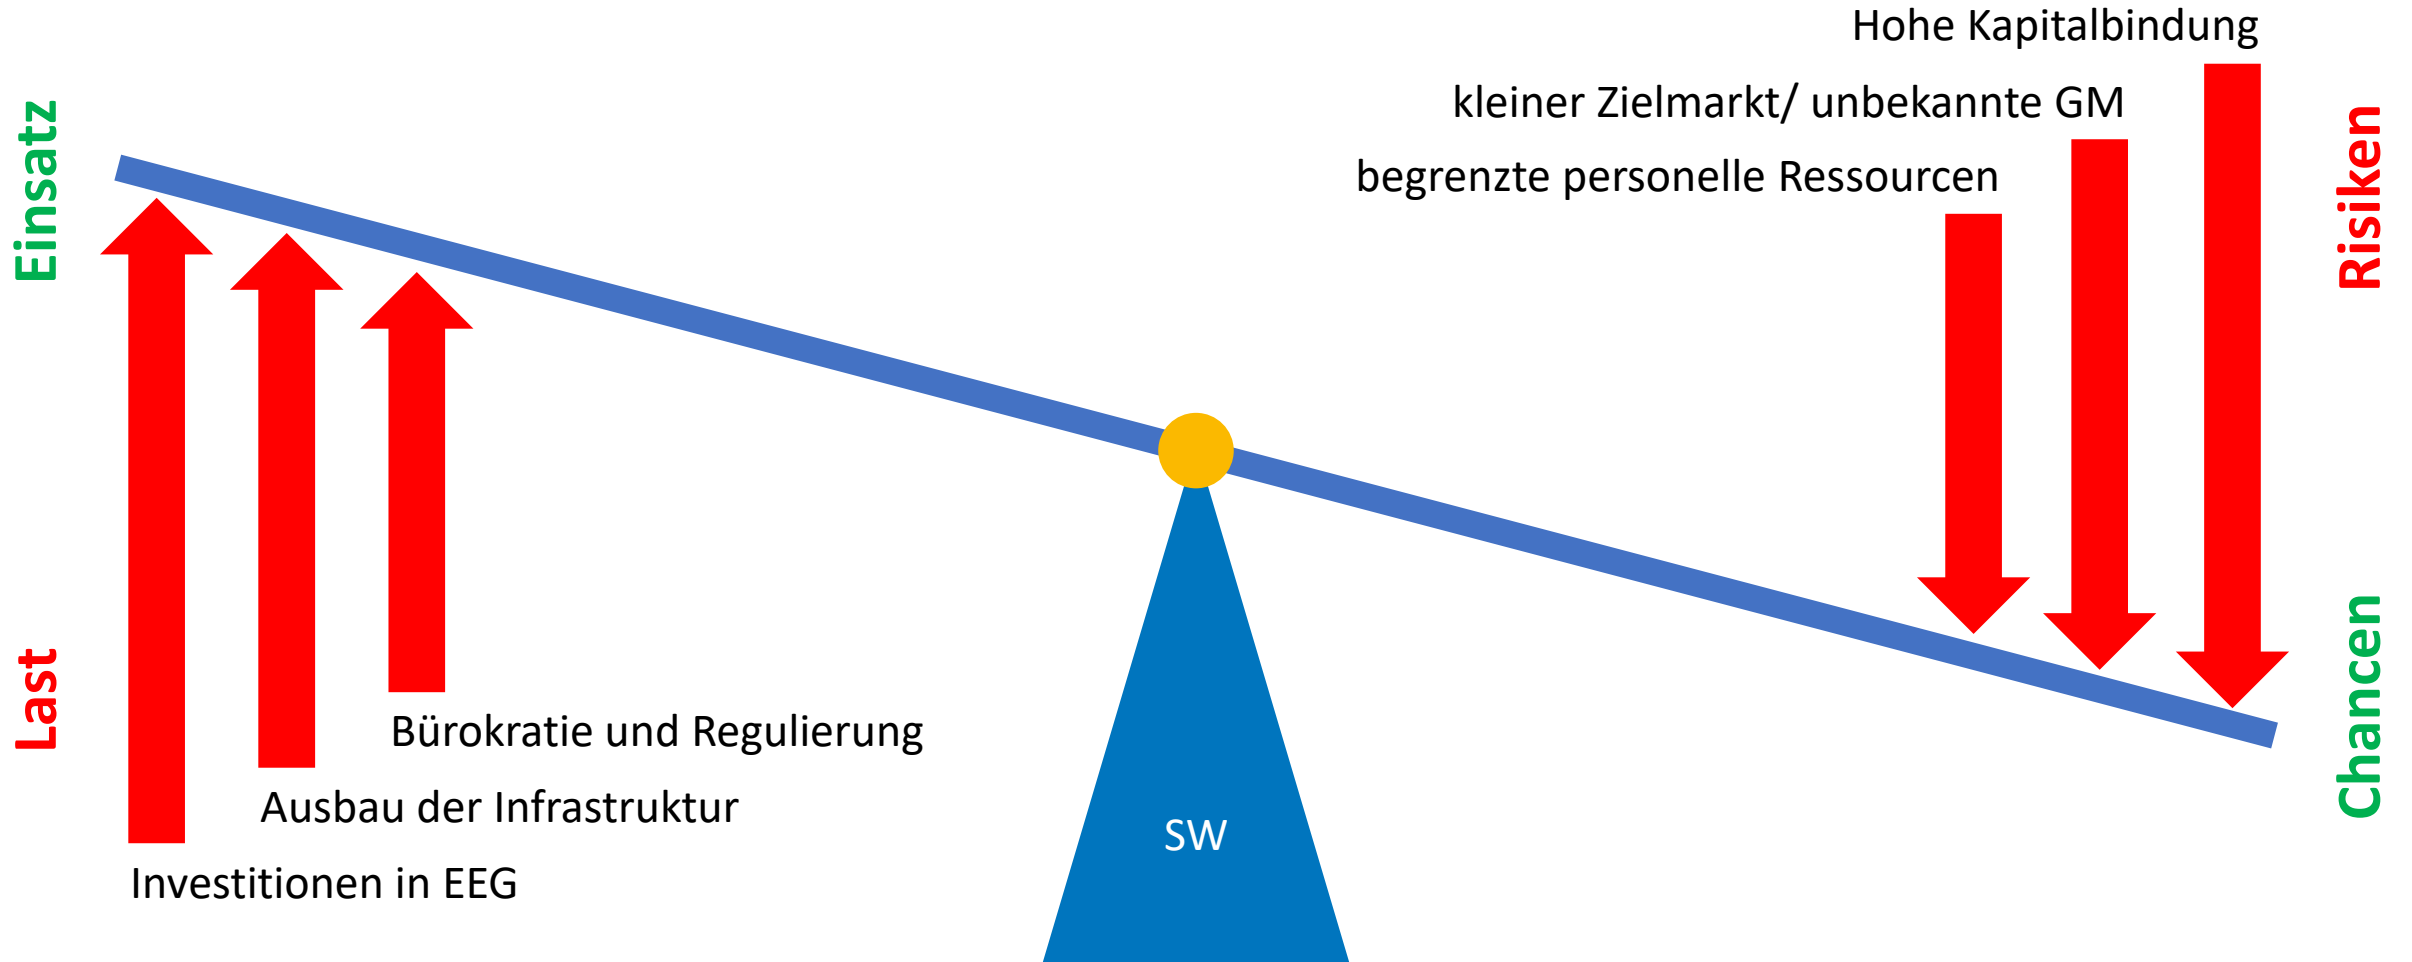 Hohe Kapitalbindung
kleiner Zielmarkt/ unbekannte GM
begrenzte personelle Ressourcen
Einsatz
Risiken
Last
Chancen
Bürokratie und Regulierung
Ausbau der Infrastruktur
Investitionen in EEG
SW